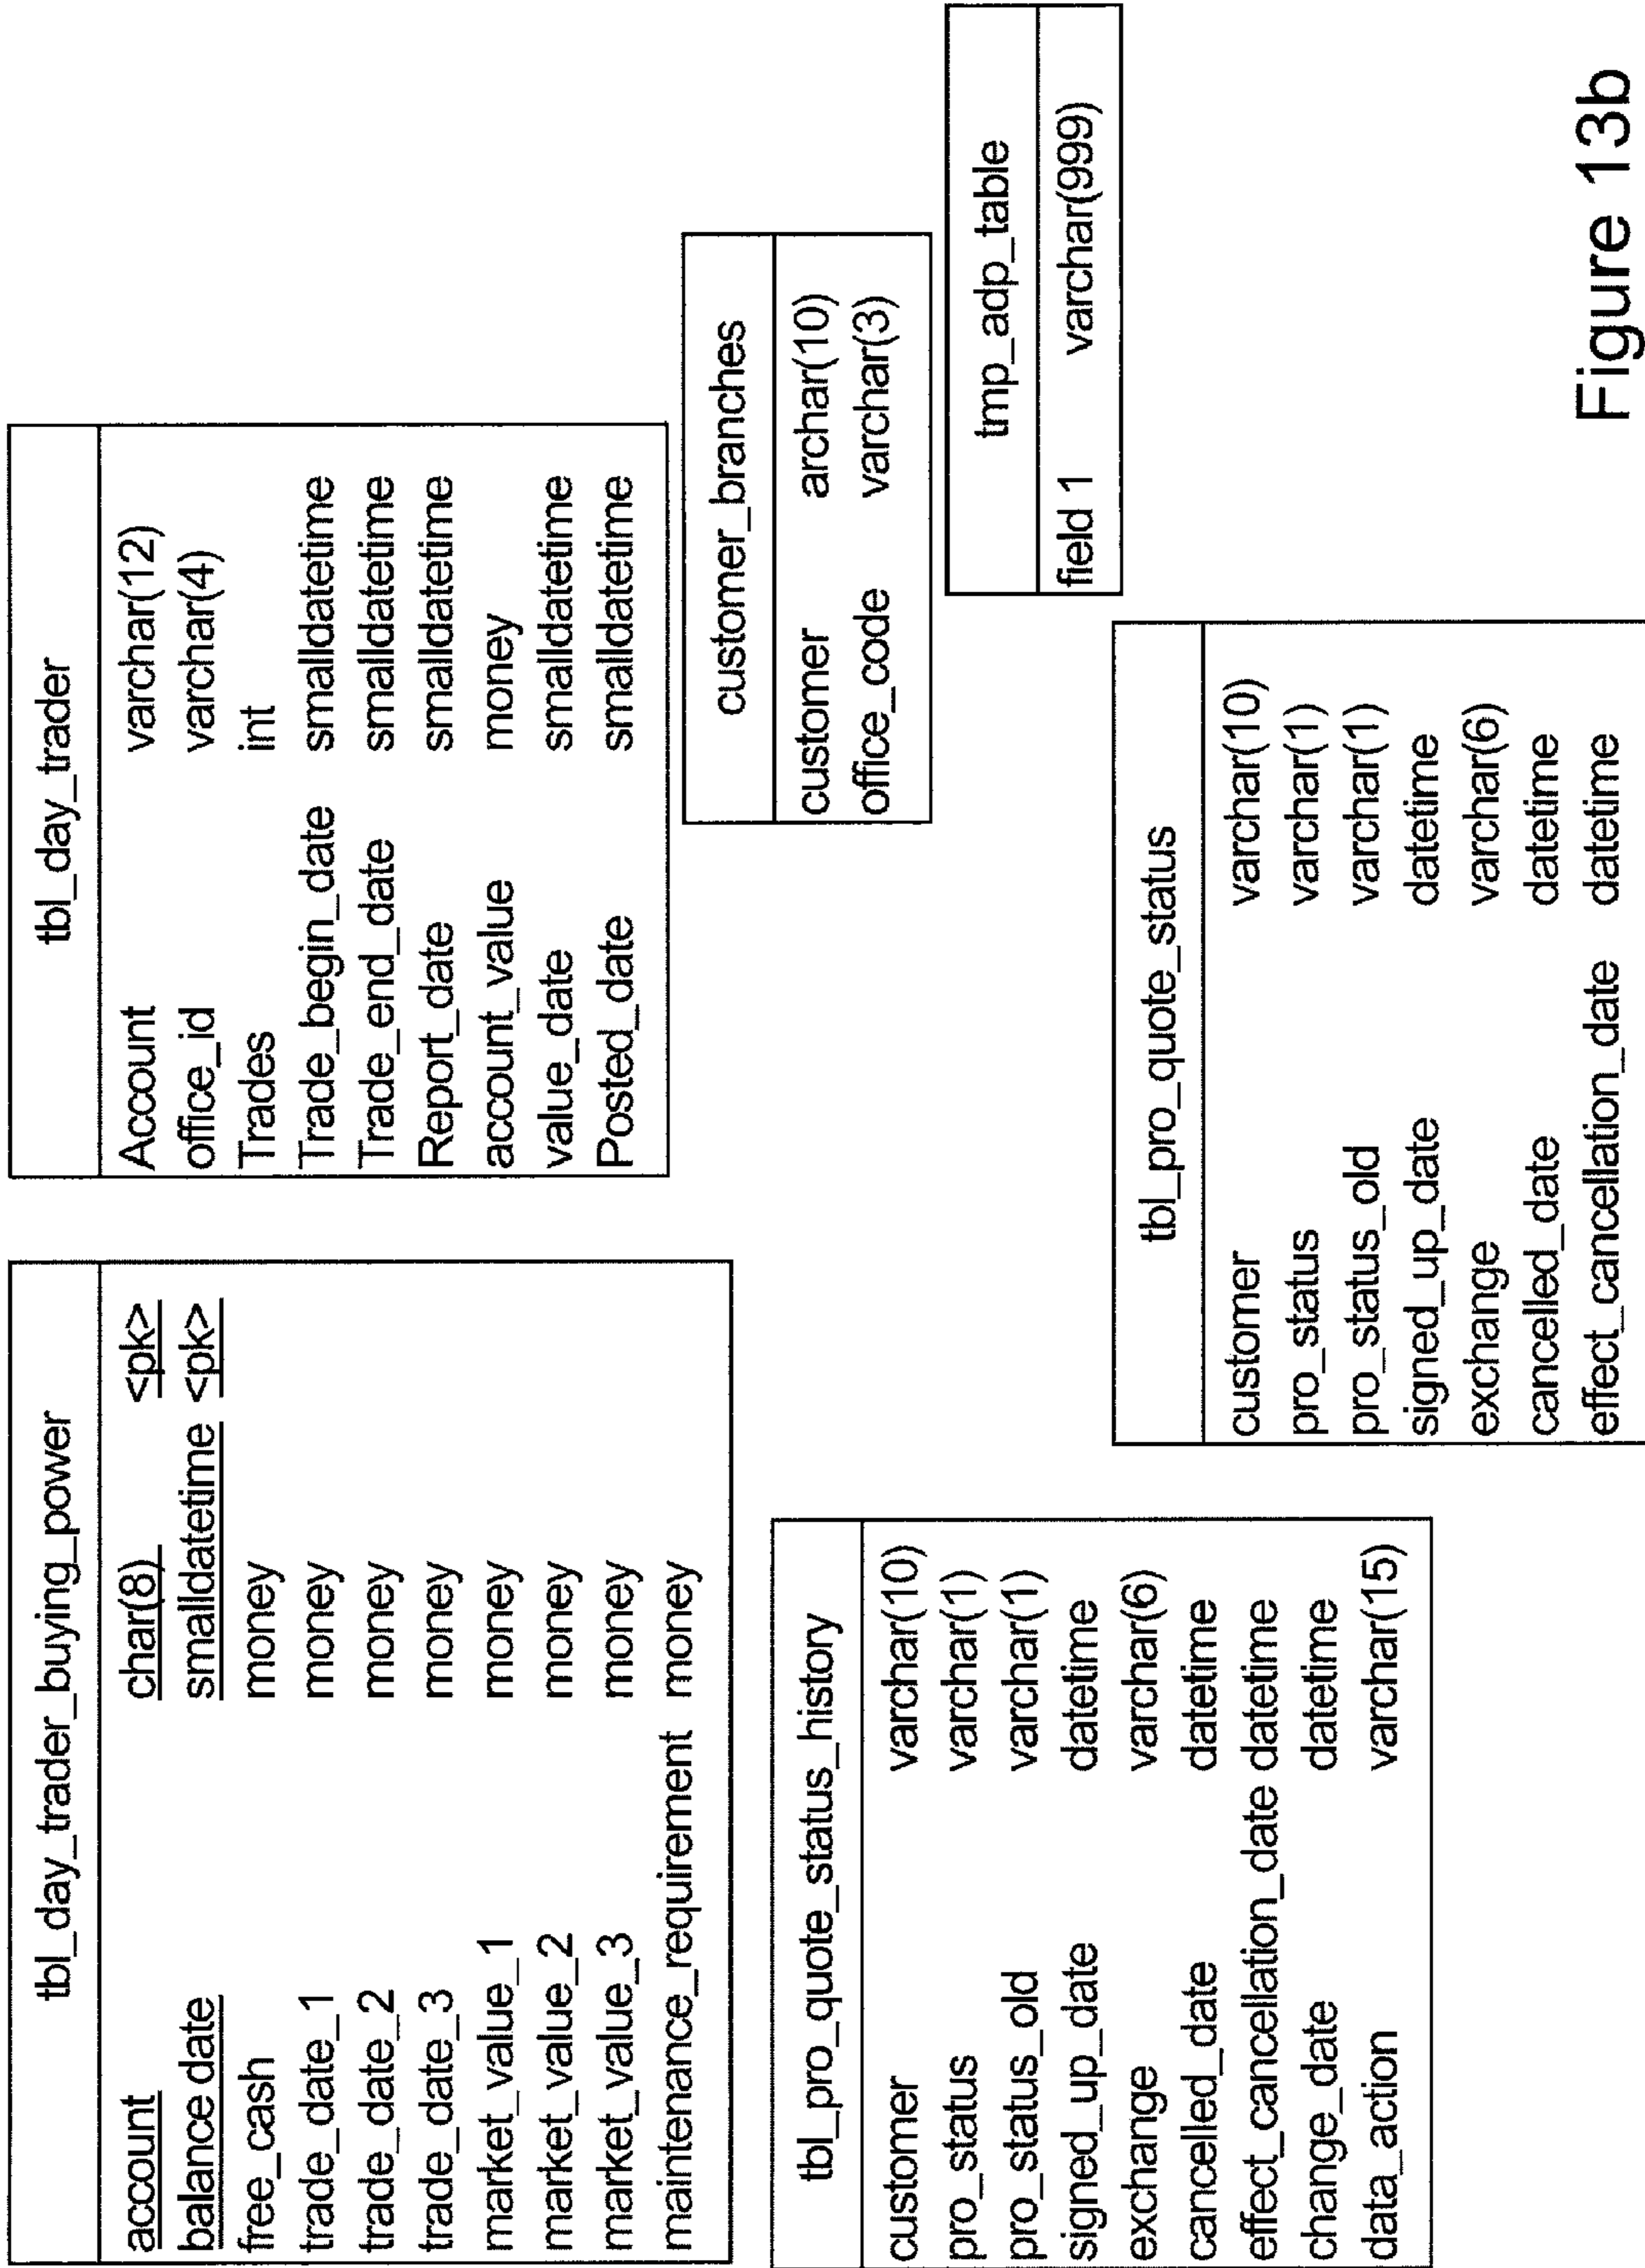 tbl_day_trader_buying_power
account char(8) <pk>
balance date smalldatetime <pk>
free_cash money
trade_date_1 money
trade_date_2 money
trade_date_3 money
market_value_1 money
market_value_2 money
market_value_3 money
maintenance_requirement money
tbl_day_trader
Account varchar(12)
office_id varchar(4)
Trades int
Trade_begin_date smalldatetime
Trade_end_date smalldatetime
Report_date smalldatetime
account_value money
value_date smalldatetime
Posted_date smalldatetime
customer_branches
customer archar(10)
office_code varchar(3)
tmp_adp_table
field 1 varchar(999)
tbl_pro_quote_status_history
customer varchar(10)
pro_status varchar(1)
pro_status_old varchar(1)
signed_up_date datetime
exchange varchar(6)
cancelled_date datetime
effect_cancellation_date datetime
change_date datetime
data_action varchar(15)
tbl_pro_quote_status
customer varchar(10)
pro_status varchar(1)
pro_status_old varchar(1)
signed_up_date datetime
exchange varchar(6)
cancelled_date datetime
effect_cancellation_date datetime
Figure 13b